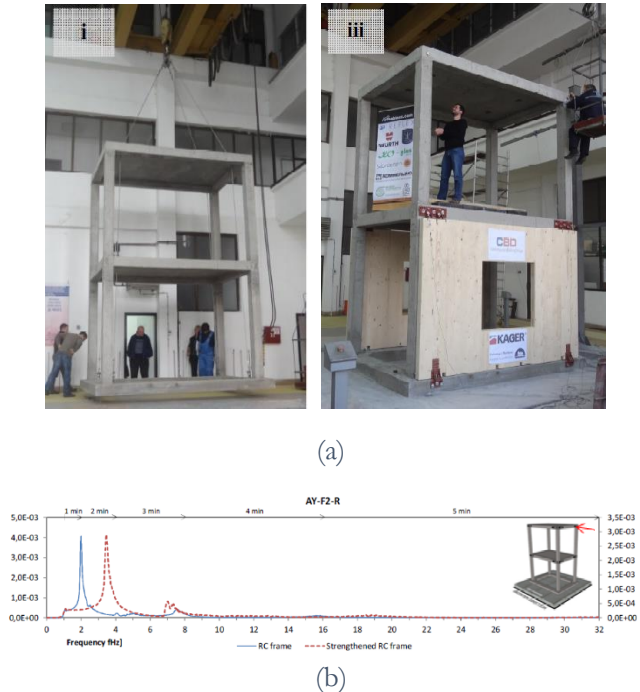 i
iii
WÜRTH
CBD
KAGER
(a)
AY-F2-R
1 min 2 min 3 min 4 min 5 min
5,0E-03 3,5E-03
4,0E-03 3,0E-03
3,0E-03 2,5E-03
2,0E-03 2,0E-03
1,0E-03 1,5E-03
0,0E+00 1,0E-03
5,0E-04
0,0E+00
0 2 4 6 8 10 12 14 16 18 20 22 24 26 28 30 32
Frequency fHz]
RC frame Strengthened RC frame
(b)